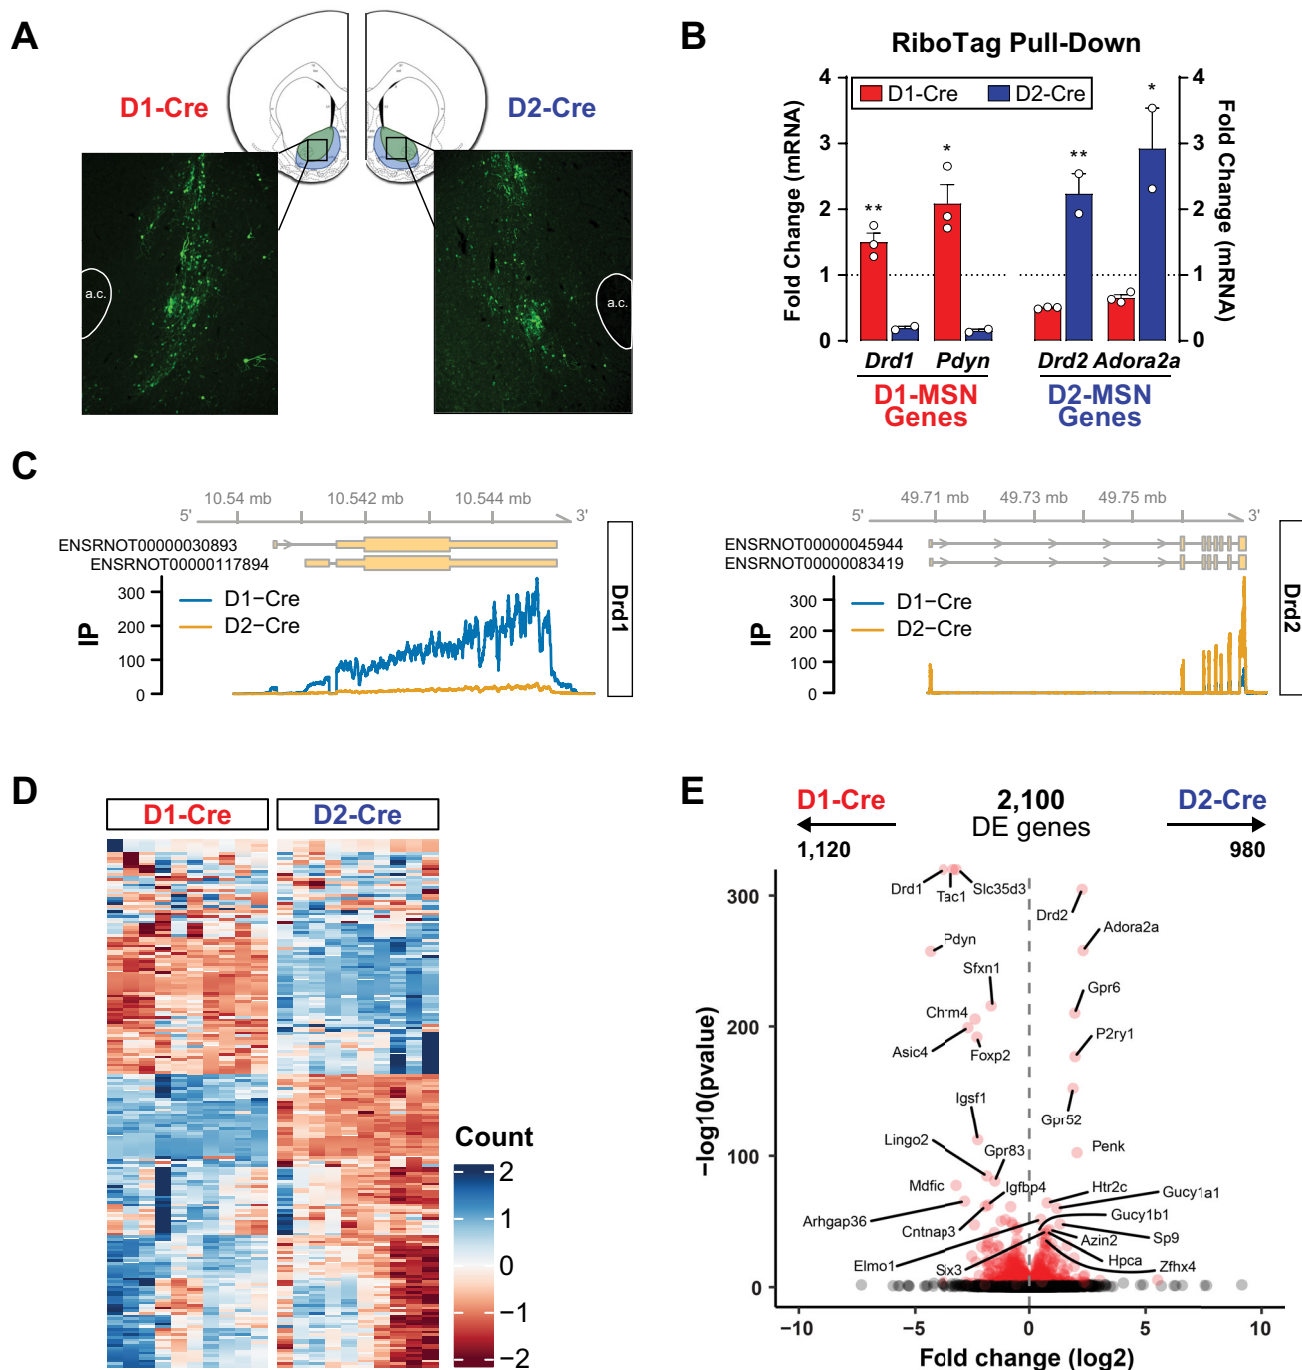 A
D1-Cre
D2-Cre
a.c.
a.c.
B
RiboTag Pull-Down
D1-Cre
D2-Cre
Fold Change (mRNA)
4
3
2
1
0
**
*
**
*
4
3
2
1
0
Fold Change (mRNA)
Drd1
Pdyn
Drd2
Adora2a
D1-MSN
Genes
D2-MSN
Genes
C
10.54 mb
10.542
10.544
5'
3'
ENSRNOT00000030893
ENSRNOT00000117894
IP
300
200
100
0
D1−Cre
D2−Cre
Drd1
49.71 mb
49.73 mb
49.75 mb
5'
3'
ENSRNOT00000045944
ENSRNOT00000083419
IP
300
200
100
0
D1−Cre
D2−Cre
Drd2
D
D1-Cre
D2-Cre
Count
2
1
0
−1
−2
E
D1-Cre
2,100
D2-Cre
DE genes
1,120
980
−log10(pvalue)
300
200
100
0
Drd1
Tac1
Slc35d3
Drd2
Adora2a
Pdyn
Sfxn1
Gpr6
Chrm4
P2ry1
Asic4
Foxp2
Igsf1
Gpr52
Lingo2
Gpr83
Penk
Mdfic
Igfbp4
Htr2c
Gucy1a1
Arhgap36
Cntnap3
Gucy1b1
Azin2
Sp9
Elmo1
Six3
Hpca
Zfhx4
−10
−5
0
5
10
Fold change (log2)